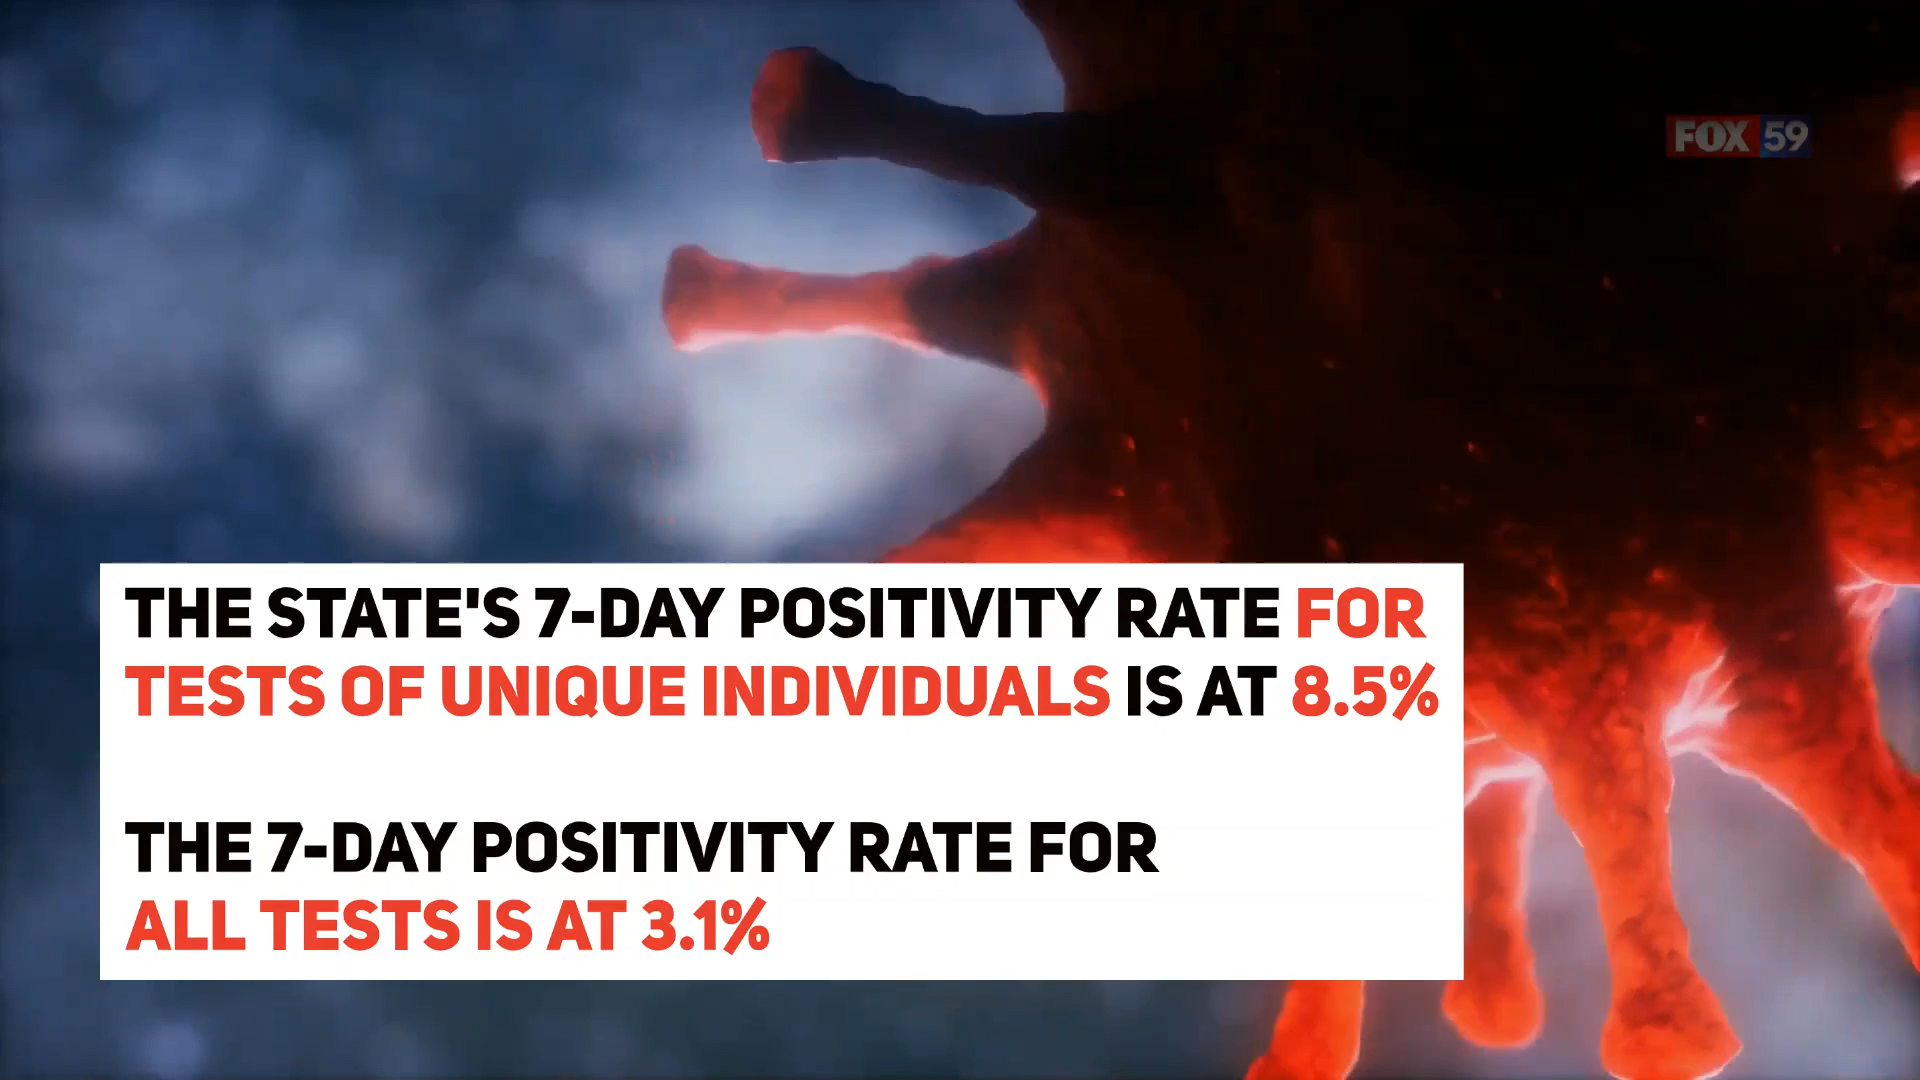 FOX 59
THE STATE'S 7-DAY POSITIVITY RATE FOR
TESTS OF UNIQUE INDIVIDUALS IS AT 8.5%
THE 7-DAY POSITIVITY RATE FOR
ALL TESTS IS AT 3.1%